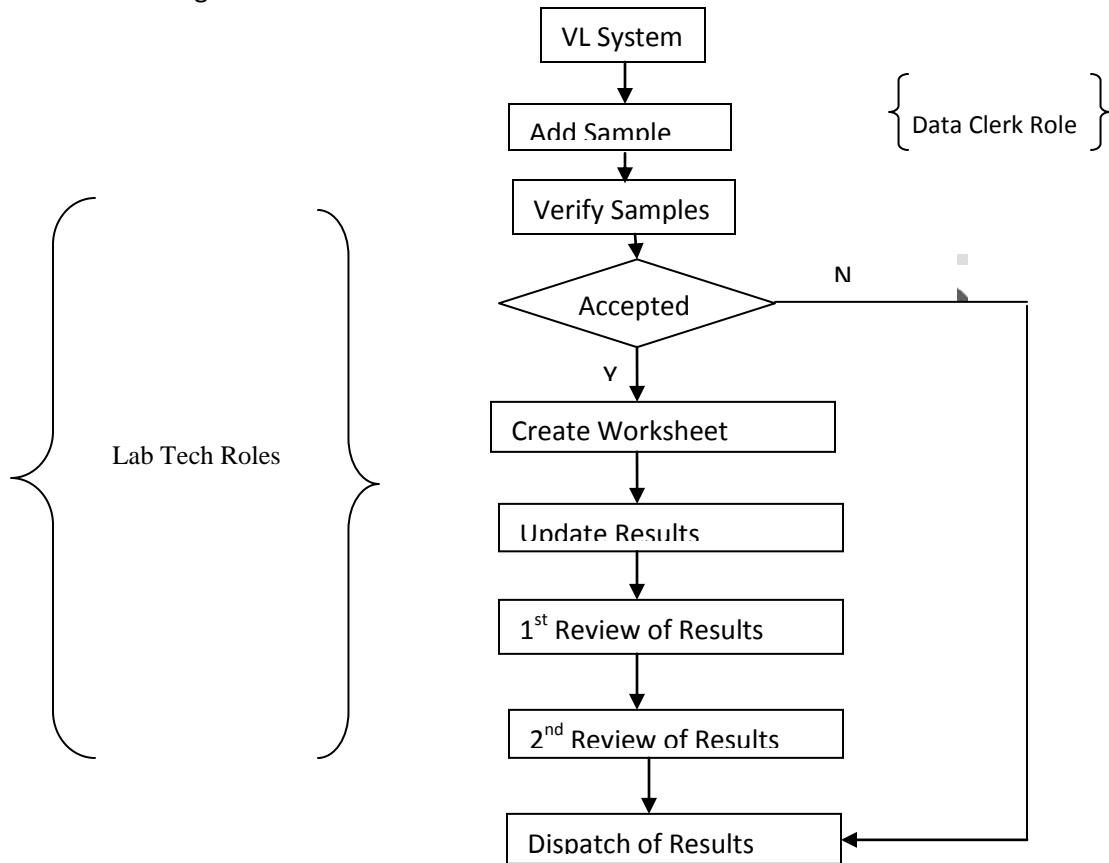 VL System
Add Sample
Data Clerk Role
Verify Samples
N
Accepted
Y
Create Worksheet
Lab Tech Roles
Update Results
1st Review of Results
2nd Review of Results
Dispatch of Results